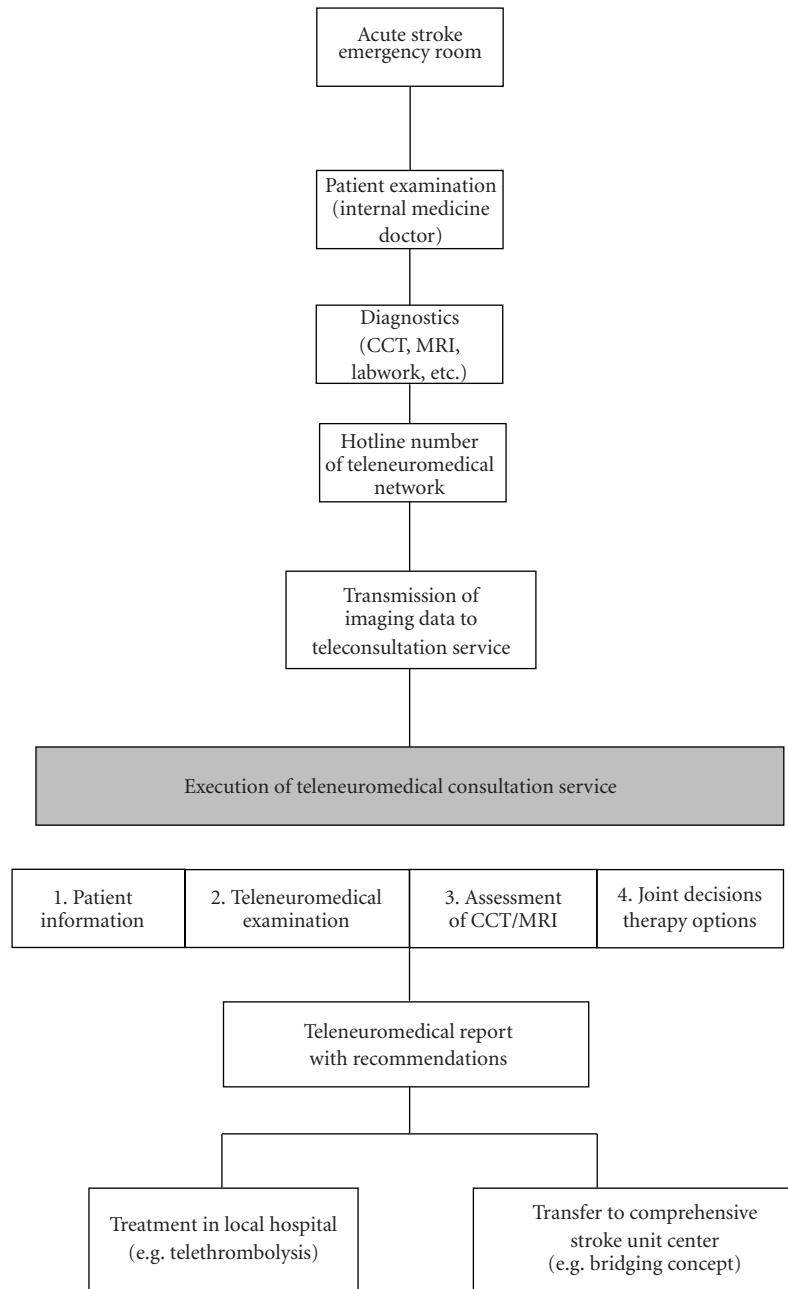 Acute stroke
emergency room
Patient examination
(internal medicine
doctor)
Diagnostics
(CCT, MRI,
labwork, etc.)
Hotline number
of teleneuromedical
network
Transmission of
imaging data to
teleconsultation service
Execution of teleneuromedical consultation service
1. Patient
information
2. Teleneuromedical
examination
3. Assessment
of CCT/MRI
4. Joint decisions
therapy options
Teleneuromedical report
with recommendations
Treatment in local hospital
(e.g. telethrombolysis)
Transfer to comprehensive
stroke unit center
(e.g. bridging concept)